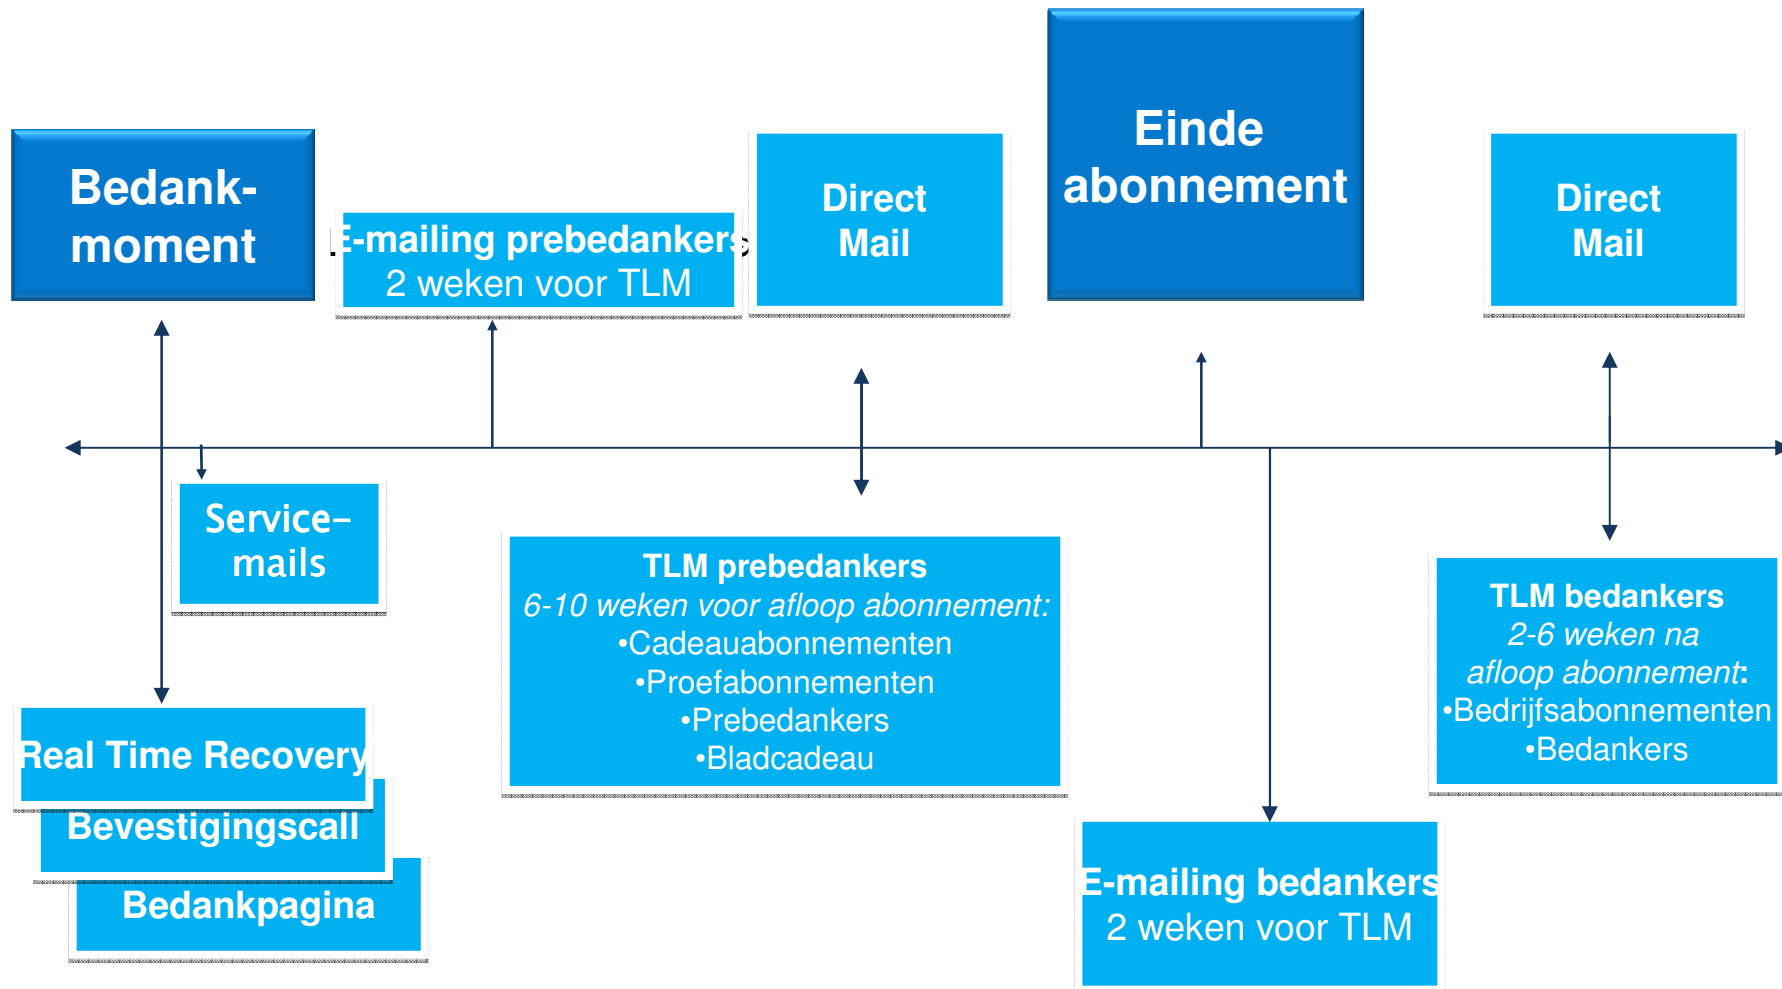 Bedank-
moment
E-mailing prebedankers
2 weken voor TLM
Direct
Mail
Einde
abonnement
Direct
Mail
Service-
mails
TLM prebedankers
6-10 weken voor afloop abonnement:
•Cadeauabonnementen
•Proefabonnementen
•Prebedankers
•Bladcadeau
TLM bedankers
2-6 weken na
afloop abonnement:
•Bedrijfsabonnementen
•Bedankers
Real Time Recovery
Bevestigingscall
Bedankpagina
E-mailing bedankers
2 weken voor TLM